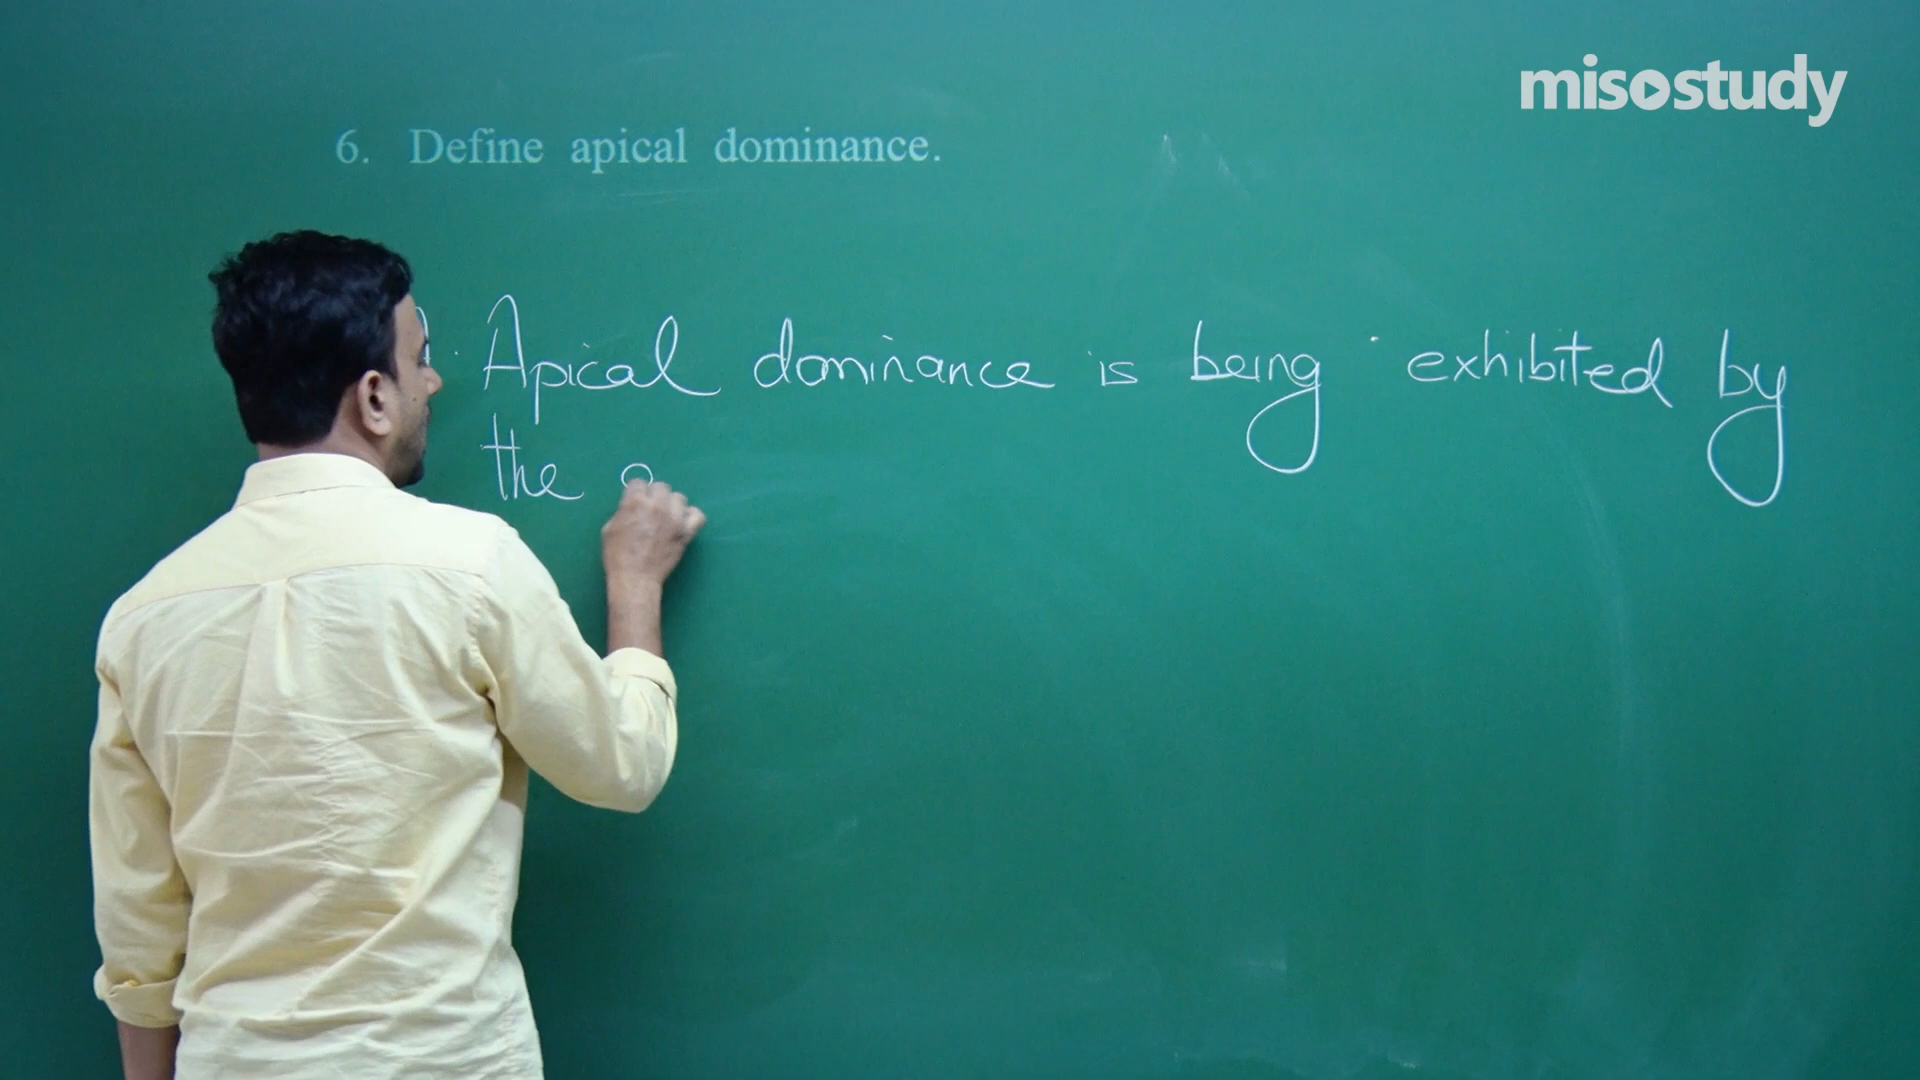 misostudy
6. Define apical dominance.
Apical dominance is being exhibited by
the a